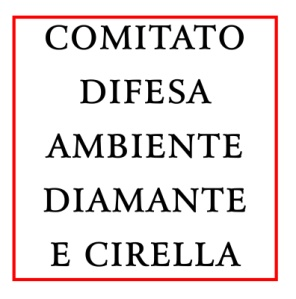 COMITATO
DIFESA
AMBIENTE
DIAMANTE
E CIRELLA